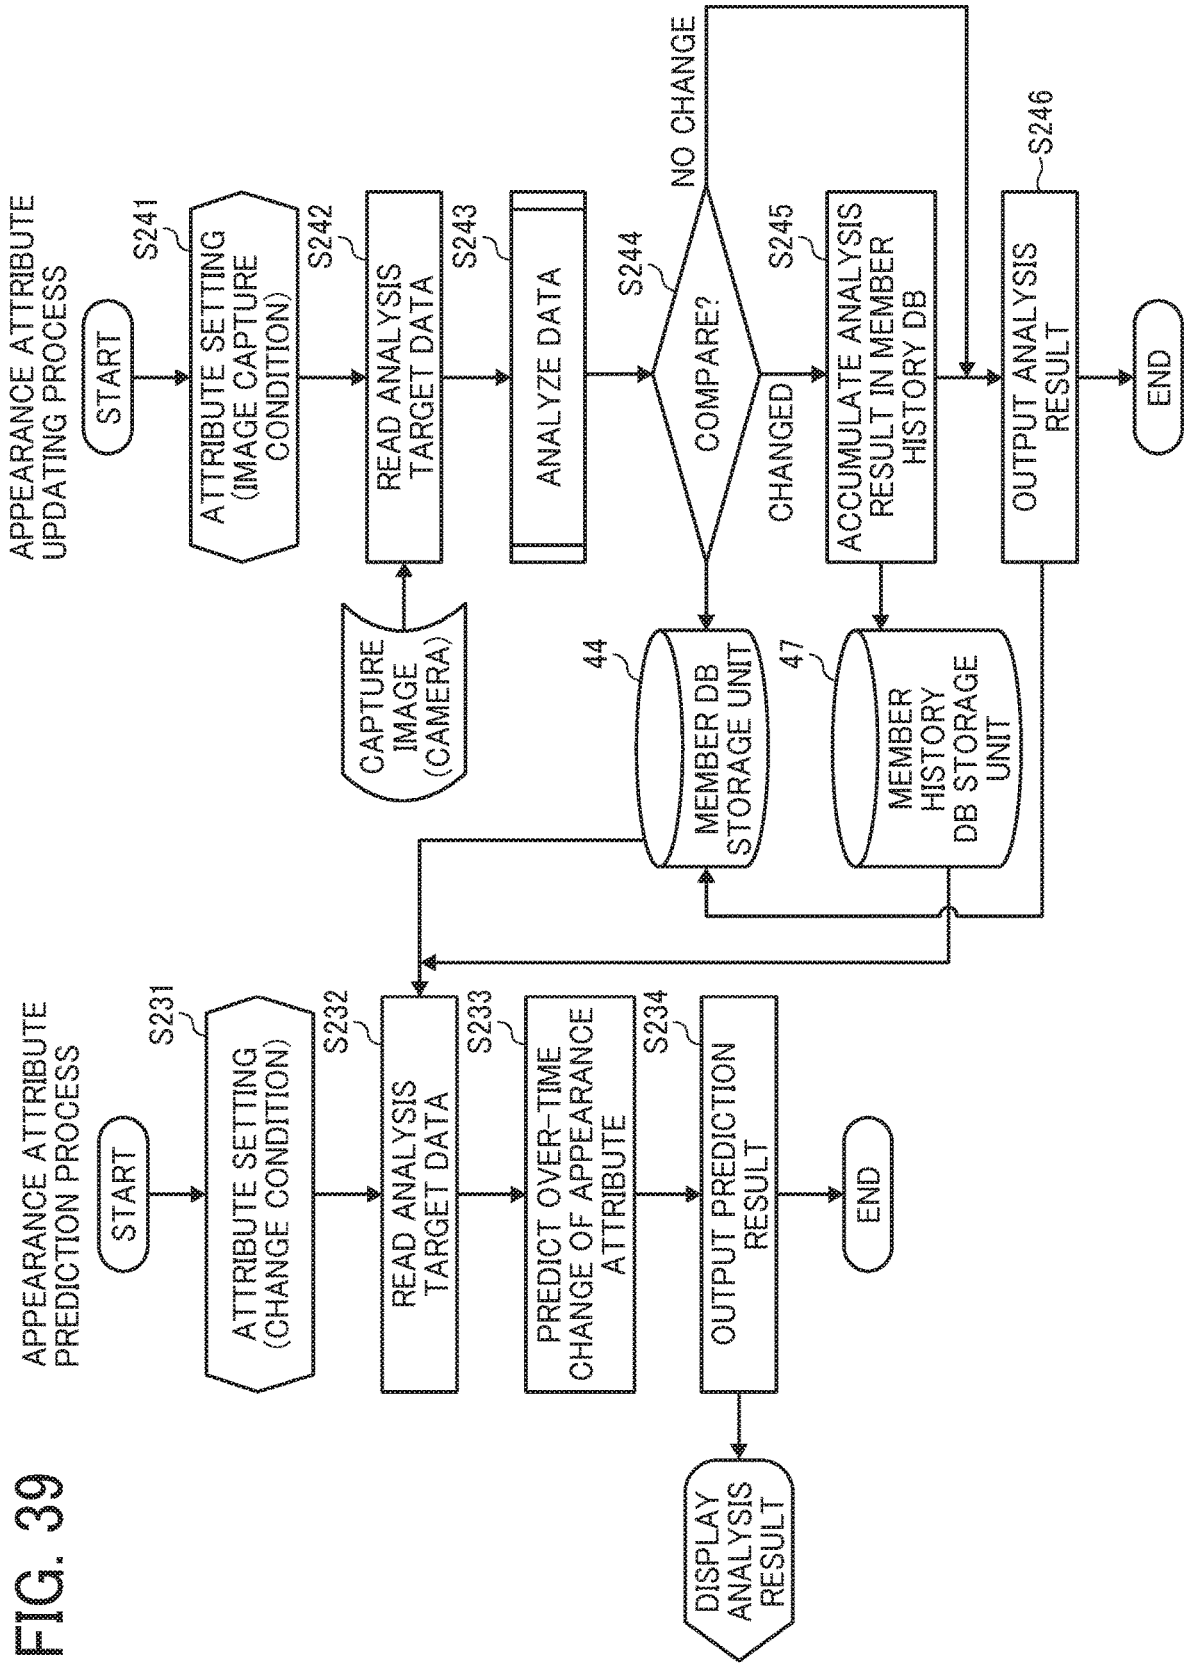 FIG. 39
APPEARANCE ATTRIBUTE
PREDICTION PROCESS
START
S231
ATTRIBUTE SETTING
(CHANGE CONDITION)
S232
READ ANALYSIS
TARGET DATA
S233
PREDICT OVER-TIME
CHANGE OF APPEARANCE
ATTRIBUTE
S234
OUTPUT PREDICTION
RESULT
DISPLAY
ANALYSIS
RESULT
END
APPEARANCE ATTRIBUTE
UPDATING PROCESS
START
S241
ATTRIBUTE SETTING
(IMAGE CAPTURE
CONDITION)
S242
READ ANALYSIS
TARGET DATA
CAPTURE
IMAGE
(CAMERA)
S243
ANALYZE DATA
S244
COMPARE?
NO CHANGE
CHANGED
44
MEMBER DB
STORAGE UNIT
S245
ACCUMULATE ANALYSIS
RESULT IN MEMBER
HISTORY DB
47
MEMBER
HISTORY
DB STORAGE
UNIT
S246
OUTPUT ANALYSIS
RESULT
END